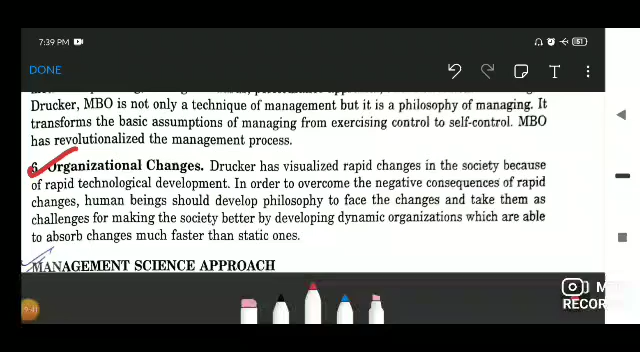 7:39 PM
51
DONE
T
Drucker, MBO is not only a technique of management but it is a philosophy of managing. It
transforms the basic assumptions of managing from exercising control to self-control. MBO
has revolutionalized the management process.
6. Organizational Changes. Drucker has visualized rapid changes in the society because
of rapid technological development. In order to overcome the negative consequences of rapid
changes, human beings should develop philosophy to face the changes and take them as
challenges for making the society better by developing dynamic organizations which are able
to absorb changes much faster than static ones.
MANAGEMENT SCIENCE APPROACH
RECOR